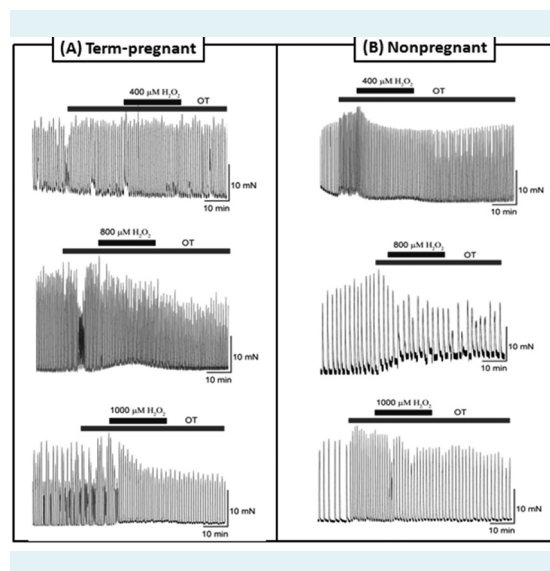 (A) Term-pregnant
400 μM H₂O₂
OT
10 mN
10 min
800 μM H₂O₂
OT
10 mN
10 min
1000 μM H₂O₂
OT
10 mN
10 min
(B) Nonpregnant
400 μM H₂O₂
OT
10 mN
10 min
800 μM H₂O₂
OT
10 mN
10 min
1000 μM H₂O₂
OT
10 mN
10 min